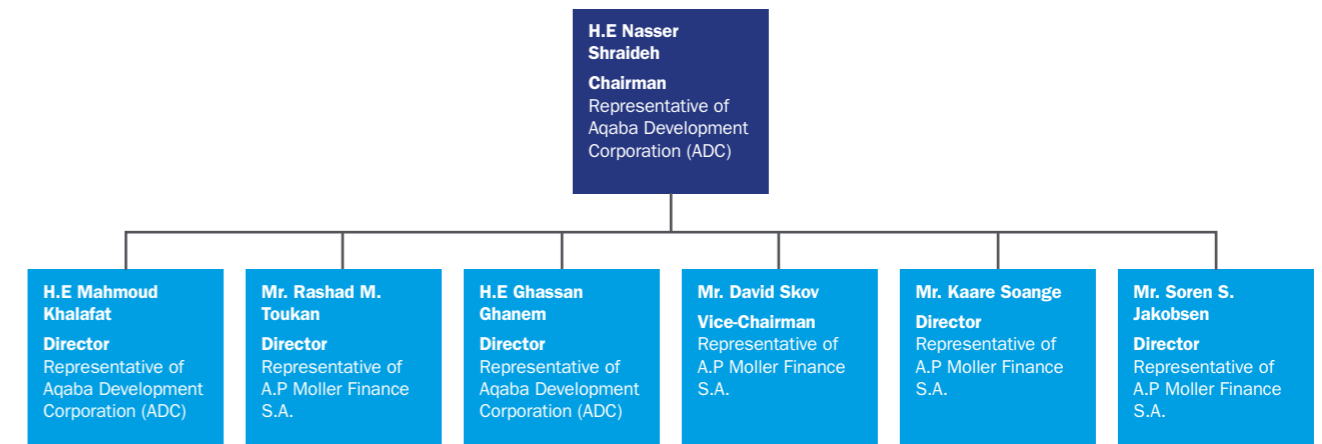 H.E Nasser
Shraideh
Chairman
Representative of
Aqaba Development
Corporation (ADC)
H.E Mahmoud
Khalafat
Director
Representative of
Aqaba Development
Corporation (ADC)
Mr. Rashad M.
Toukan
Director
Representative of
A.P Moller Finance
S.A.
H.E Ghassan
Ghanem
Director
Representative of
Aqaba Development
Corporation (ADC)
Mr. David Skov
Vice-Chairman
Representative of
A.P Moller Finance
S.A.
Mr. Kaare Soange
Director
Representative of
A.P Moller Finance
S.A.
Mr. Soren S.
Jakobsen
Director
Representative of
A.P Moller Finance
S.A.